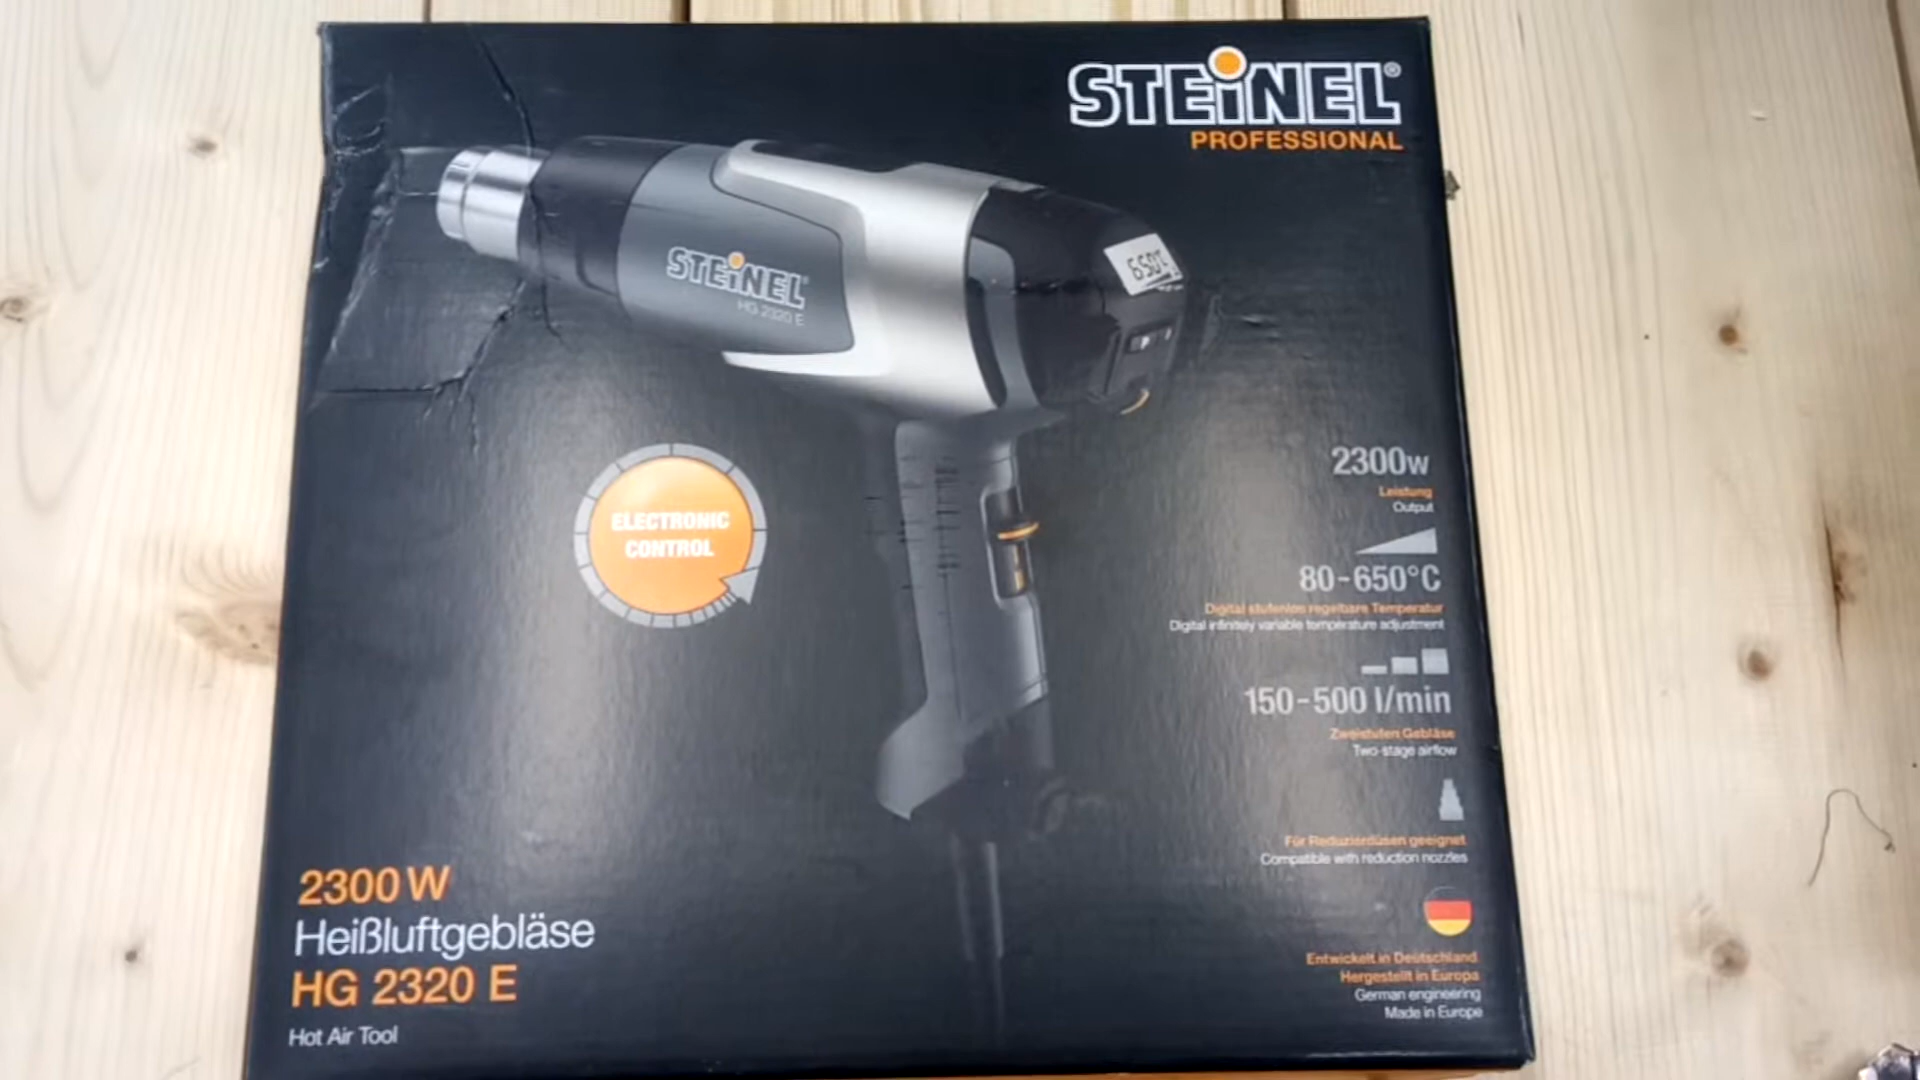 STEINEL®
PROFESSIONAL
STEINEL
HG 2320 E
650°C
ELECTRONIC
CONTROL
2300W
Leistung
Output
80-650°C
Digital stufenlos regelbare Temperatur
Digital infinitely variable temperature adjustment
150-500 l/min
Zweistufen Gebläse
Two-stage airflow
Für Reduzierdüsen geeignet
Compatible with reduction nozzles
Entwickelt in Deutschland
Hergestellt in Europa
German engineering
Made in Europe
2300 W
Heißluftgebläse
HG 2320 E
Hot Air Tool